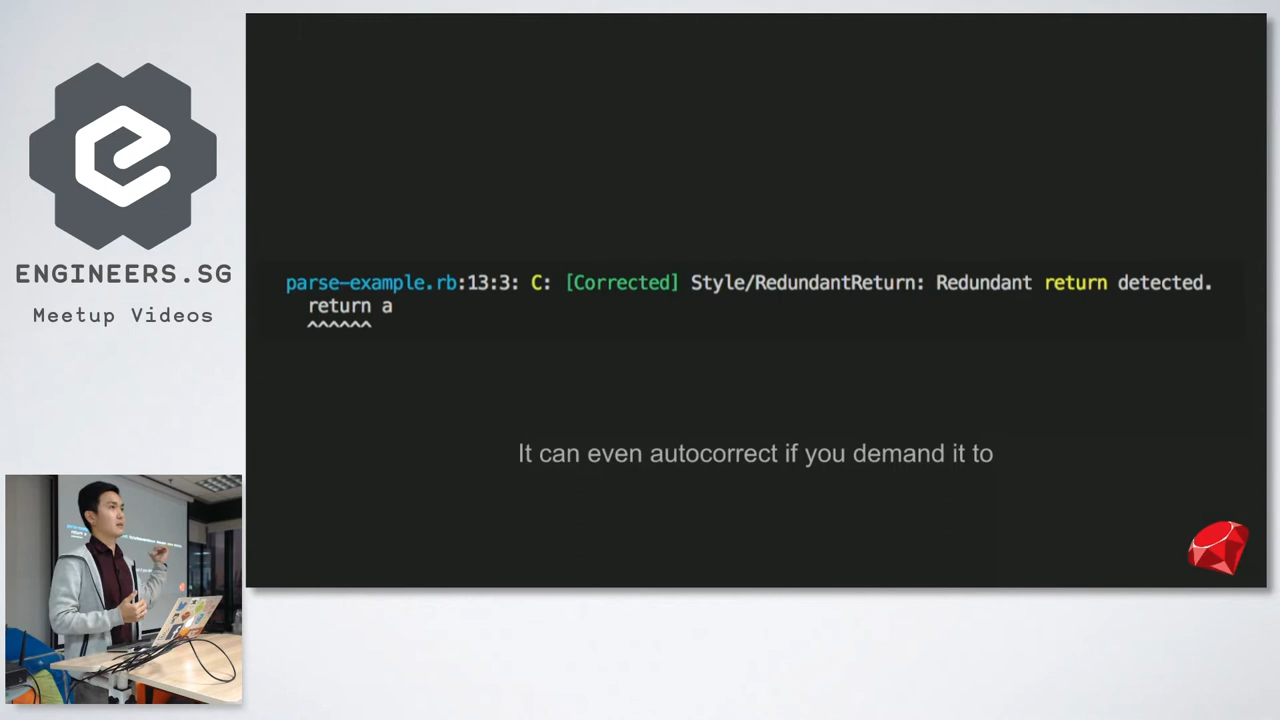 ENGINEERS.SG
Meetup Videos
parse-example.rb:13:3: C: [Corrected] Style/RedundantReturn: Redundant return detected.
return a
^^^^^^
It can even autocorrect if you demand it to